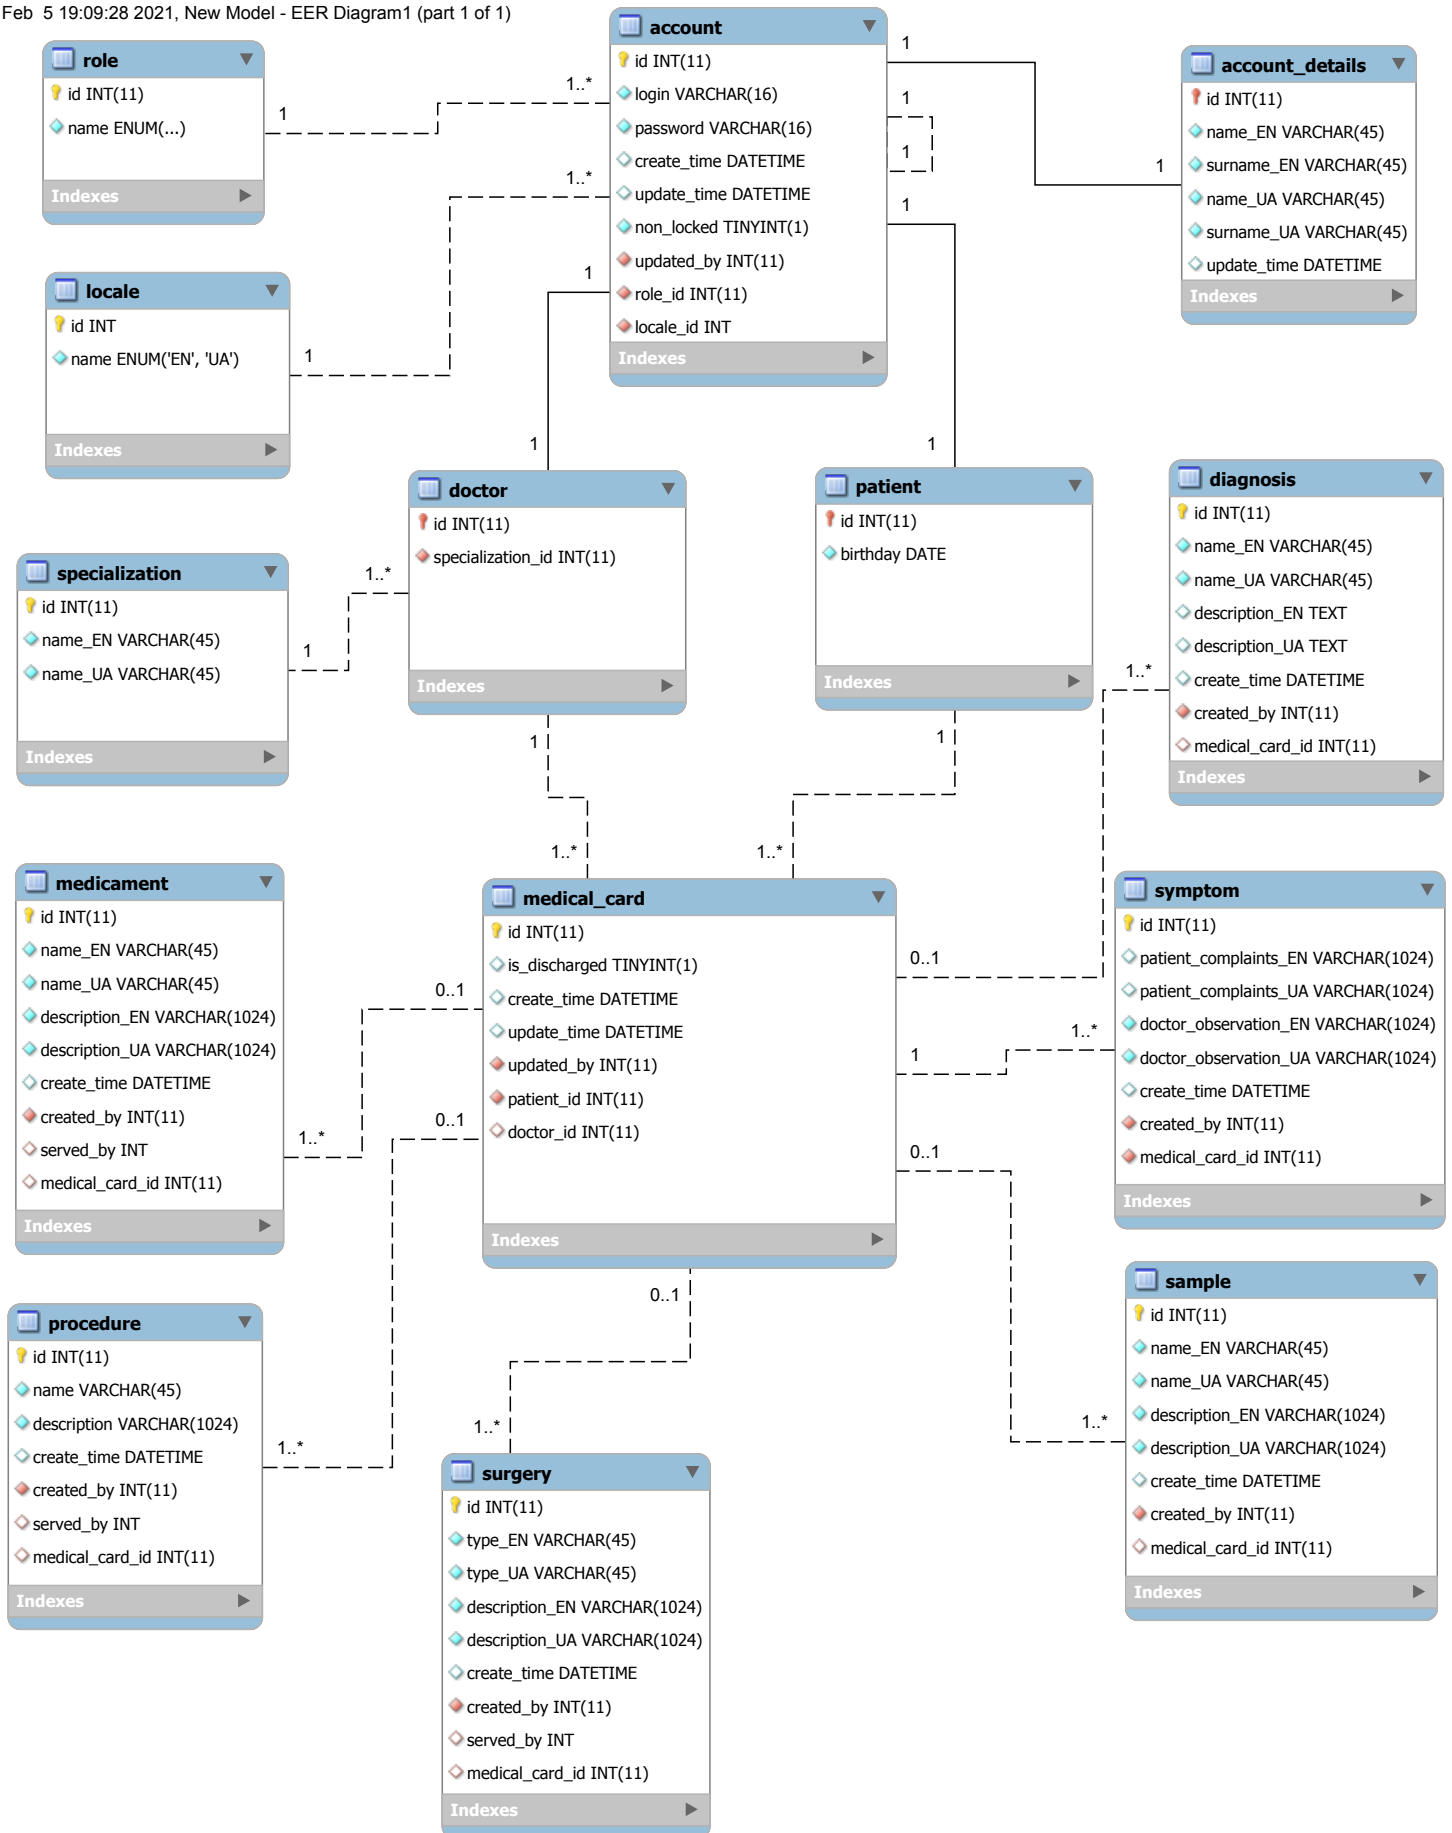 Feb 5 19:09:28 2021, New Model - EER Diagram1 (part 1 of 1)
role
id INT(11)
name ENUM(...)
Indexes
account
id INT(11)
login VARCHAR(16)
password VARCHAR(16)
create_time DATETIME
update_time DATETIME
non_locked TINYINT(1)
updated_by INT(11)
role_id INT(11)
locale_id INT
Indexes
account_details
id INT(11)
name_EN VARCHAR(45)
surname_EN VARCHAR(45)
name_UA VARCHAR(45)
surname_UA VARCHAR(45)
update_time DATETIME
Indexes
1
1..*
1
1
1
1
1
1..*
1
1
1
1
1
locale
id INT
name ENUM('EN', 'UA')
Indexes
doctor
id INT(11)
specialization_id INT(11)
Indexes
patient
id INT(11)
birthday DATE
Indexes
diagnosis
id INT(11)
name_EN VARCHAR(45)
name_UA VARCHAR(45)
description_EN TEXT
description_UA TEXT
create_time DATETIME
created_by INT(11)
medical_card_id INT(11)
Indexes
specialization
id INT(11)
name_EN VARCHAR(45)
name_UA VARCHAR(45)
Indexes
1..*
1
1..*
1
1
1..*
1..*
medicament
id INT(11)
name_EN VARCHAR(45)
name_UA VARCHAR(45)
description_EN VARCHAR(1024)
description_UA VARCHAR(1024)
create_time DATETIME
created_by INT(11)
served_by INT
medical_card_id INT(11)
Indexes
medical_card
id INT(11)
is_discharged TINYINT(1)
create_time DATETIME
update_time DATETIME
updated_by INT(11)
patient_id INT(11)
doctor_id INT(11)
Indexes
symptom
id INT(11)
patient_complaints_EN VARCHAR(1024)
patient_complaints_UA VARCHAR(1024)
doctor_observation_EN VARCHAR(1024)
doctor_observation_UA VARCHAR(1024)
create_time DATETIME
created_by INT(11)
medical_card_id INT(11)
Indexes
0..1
0..1
1..*
1
0..1
1..*
0..1
0..1
1..*
1..*
1..*
procedure
id INT(11)
name VARCHAR(45)
description VARCHAR(1024)
create_time DATETIME
created_by INT(11)
served_by INT
medical_card_id INT(11)
Indexes
surgery
id INT(11)
type_EN VARCHAR(45)
type_UA VARCHAR(45)
description_EN VARCHAR(1024)
description_UA VARCHAR(1024)
create_time DATETIME
created_by INT(11)
served_by INT
medical_card_id INT(11)
Indexes
sample
id INT(11)
name_EN VARCHAR(45)
name_UA VARCHAR(45)
description_EN VARCHAR(1024)
description_UA VARCHAR(1024)
create_time DATETIME
created_by INT(11)
medical_card_id INT(11)
Indexes